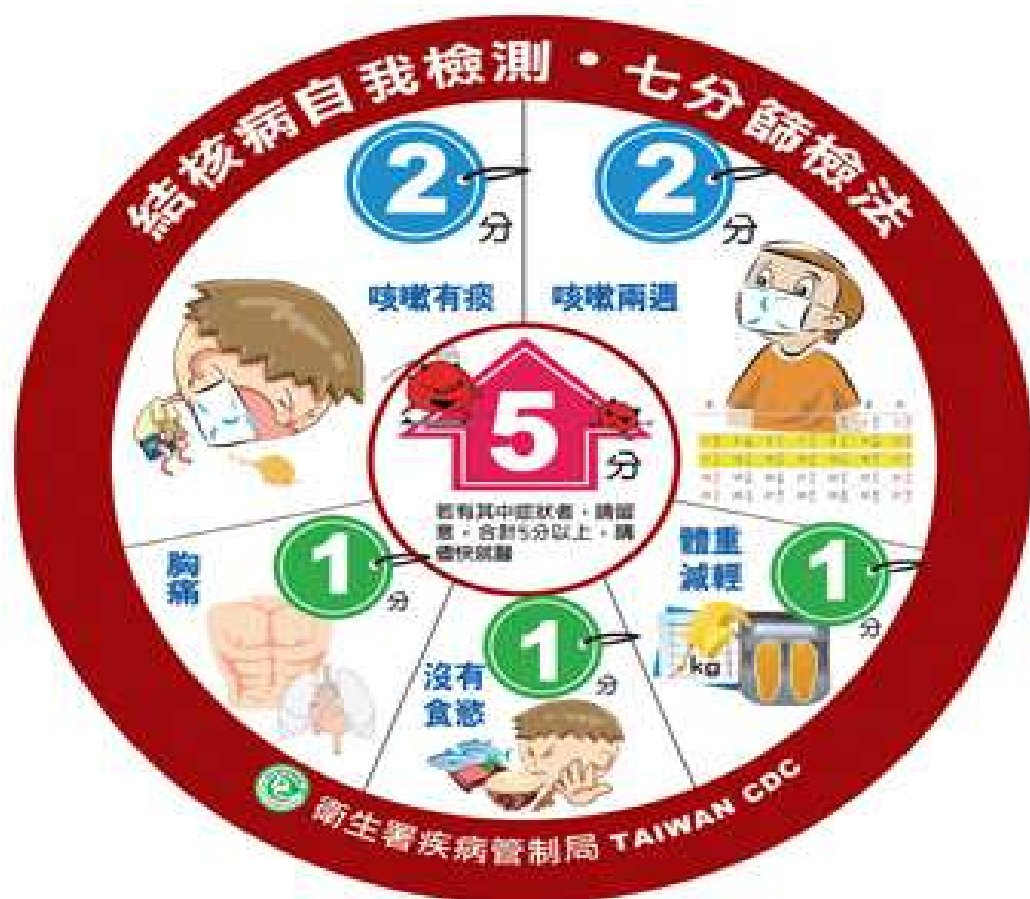 結核病自我檢測・七分篩檢法
2
分
咳嗽有痰
2
分
咳嗽兩週
5
分
若有其中症狀者，請留
意，合計5分以上，請
儘快就醫
胸
痛
1
分
沒有
食慾
1
分
體重
減輕
1
分
kg
衛生署疾病管制局 TAIWAN CDC